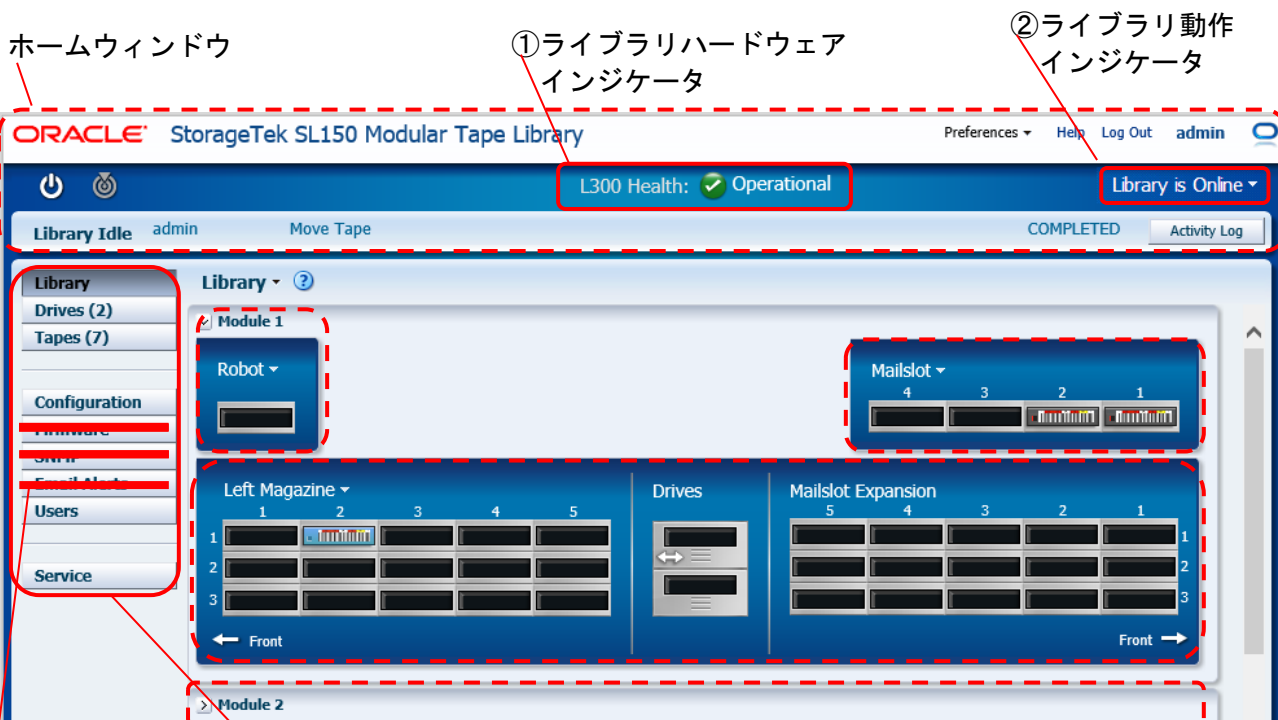 ホームウィンドウ
①ライブラリハードウェア
インジケータ
②ライブラリ動作
インジケータ
ORACLE StorageTek SL150 Modular Tape Library
Preferences Help Log Out admin
L300 Health: Operational
Library is Online
Library Idle admin Move Tape COMPLETED Activity Log
Library
Drives (2)
Tapes (7)
Configuration
Users
Service
Library
Module 1
Robot
Mailslot
4 3 2 1
Left Magazine
1 2 3 4 5
1
2
3
Front
Drives
Mailslot Expansion
5 4 3 2 1
1
2
3
Front
Module 2